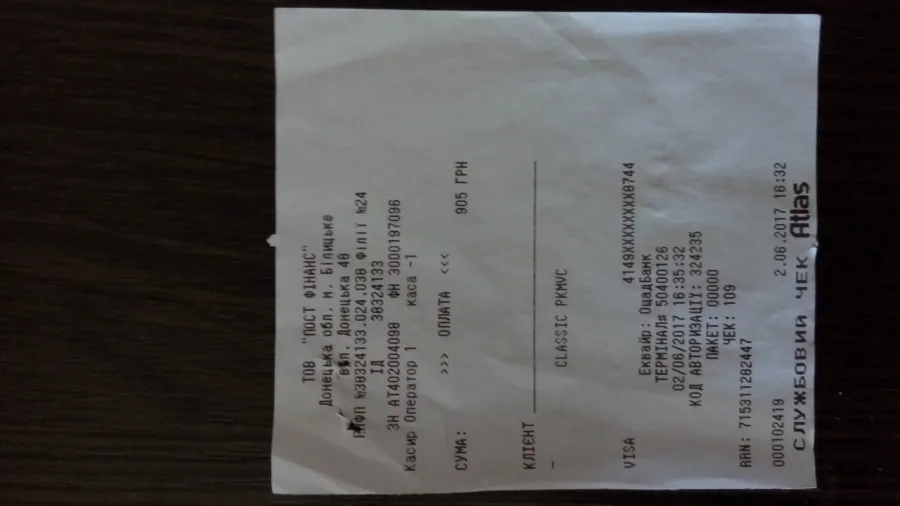 ТОВ "ПОСТ ФІНАНС"
Донецька обл. м. Білицьке
вул. Донецька 48
ПНФП №38324133.024.038 Філії №24
ІД 38324133
ЗН АТ402004098 ФН 3000197096
Касир Оператор 1 каса -1
>>> ОПЛАТА <<<
СУМА: 905 ГРН
КЛІЄНТ
- CLASSIC PKMVC
VISA 4149XXXXXXXXX8744
Еквайр: ОщадБанк
ТЕРМІНАЛ# 50400126
02/06/2017 16:35:32
КОД АВТОРИЗАЦІЇ: 324235
ПАКЕТ: 00000
ЧЕК: 109
RRN: 715311282447
000102419 2.06.2017 16:32
СЛУЖБОВИЙ ЧЕК Atlas